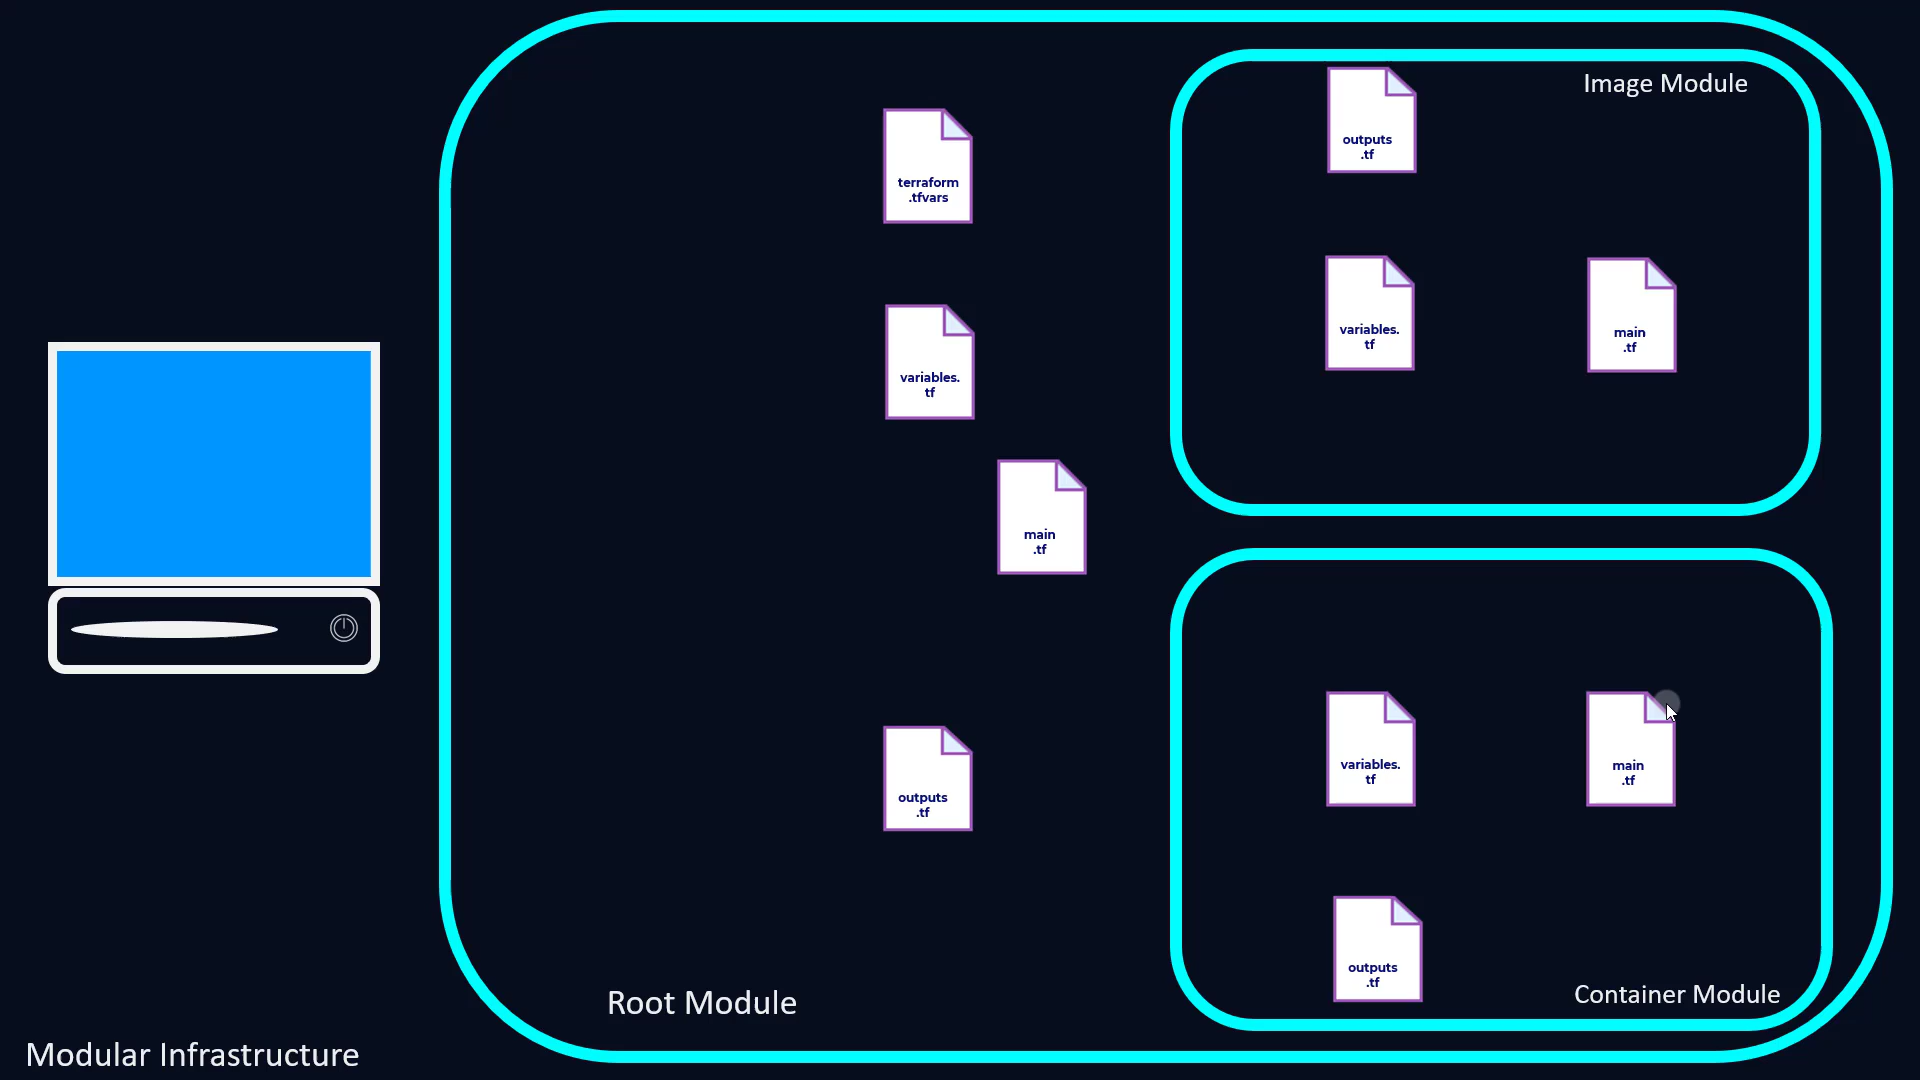 terraform
.tfvars
variables.
tf
main
.tf
outputs
.tf
Root Module
Image Module
outputs
.tf
variables.
tf
main
.tf
variables.
tf
main
.tf
outputs
.tf
Container Module
Modular Infrastructure